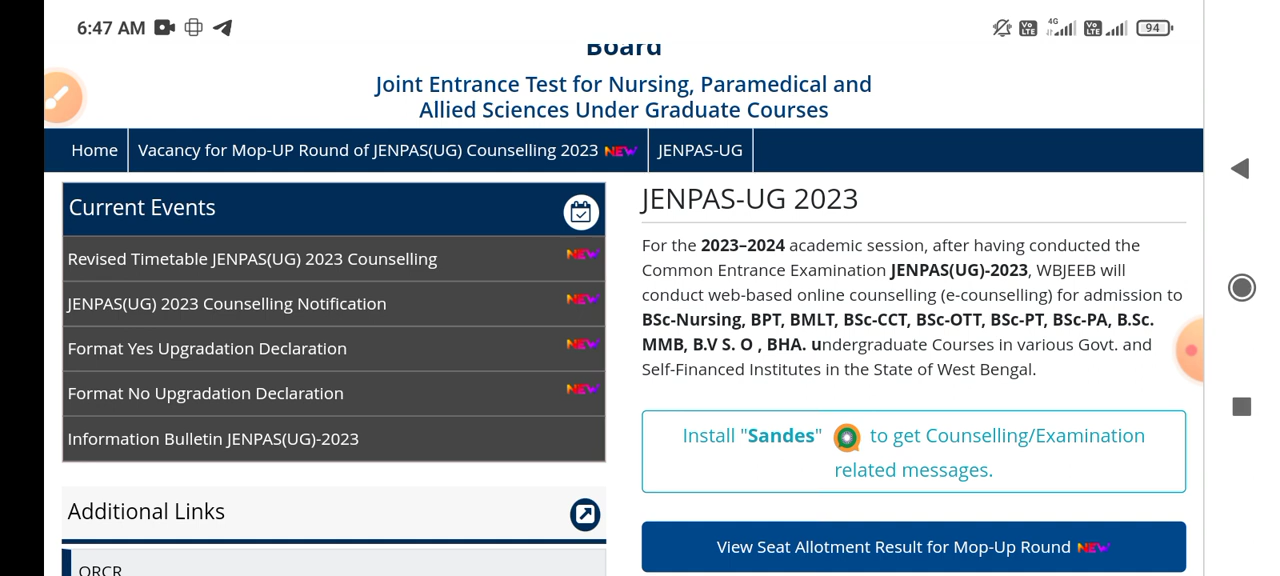 6:47 AM
Vo LTE 4G Vo LTE 94
Board
Joint Entrance Test for Nursing, Paramedical and
Allied Sciences Under Graduate Courses
Home Vacancy for Mop-UP Round of JENPAS(UG) Counselling 2023 NEW JENPAS-UG
Current Events
Revised Timetable JENPAS(UG) 2023 Counselling NEW
JENPAS(UG) 2023 Counselling Notification NEW
Format Yes Upgradation Declaration NEW
Format No Upgradation Declaration NEW
Information Bulletin JENPAS(UG)-2023
Additional Links
ORCR
JENPAS-UG 2023
For the 2023–2024 academic session, after having conducted the
Common Entrance Examination JENPAS(UG)-2023, WBJEEB will
conduct web-based online counselling (e-counselling) for admission to
BSc-Nursing, BPT, BMLT, BSc-CCT, BSc-OTT, BSc-PT, BSc-PA, B.Sc.
MMB, B.V S. O , BHA. undergraduate Courses in various Govt. and
Self-Financed Institutes in the State of West Bengal.
Install "Sandes" to get Counselling/Examination
related messages.
View Seat Allotment Result for Mop-Up Round NEW